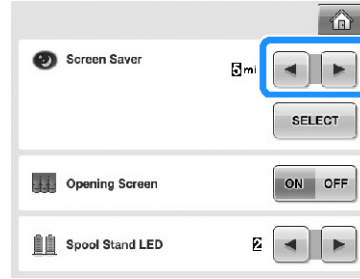 Screen Saver
5 mi
SELECT
Opening Screen
ON OFF
Spool Stand LED
2